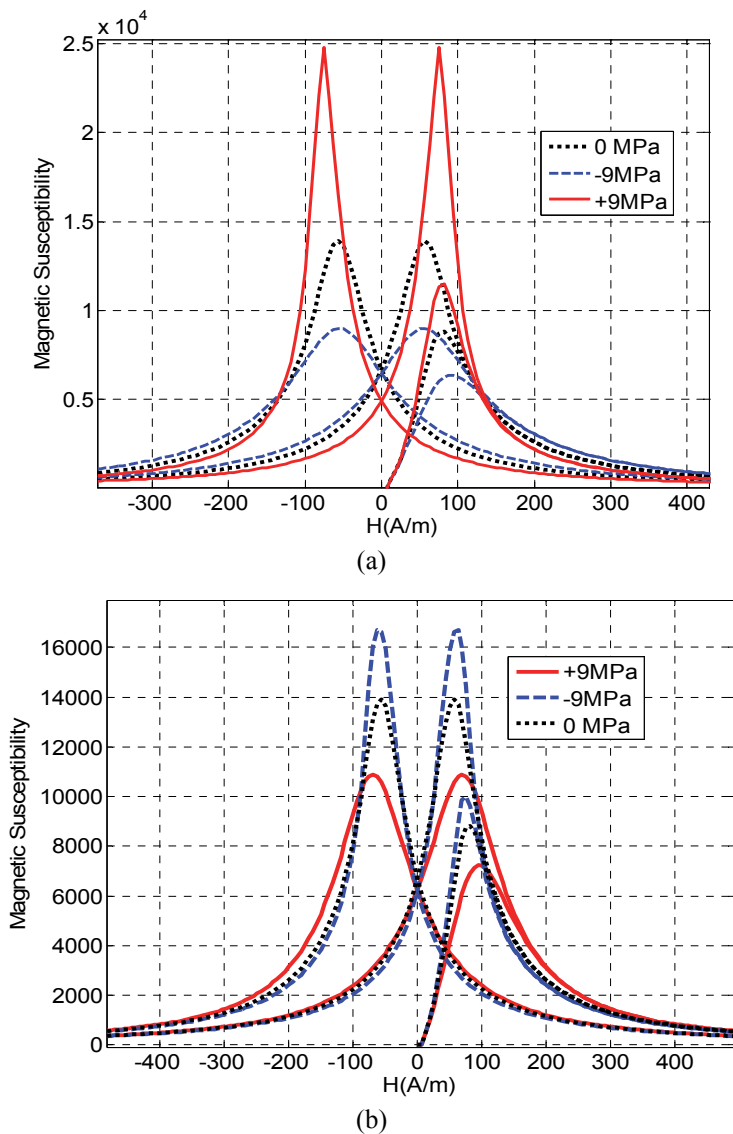 x 10⁴
2.5
2
1.5
1
0.5
Magnetic Susceptibility
0 MPa
-9MPa
+9MPa
-300 -200 -100 0 100 200 300 400
H(A/m)
(a)
16000
14000
12000
10000
8000
6000
4000
2000
0
Magnetic Susceptibility
+9MPa
-9MPa
0 MPa
-400 -300 -200 -100 0 100 200 300 400
H(A/m)
(b)